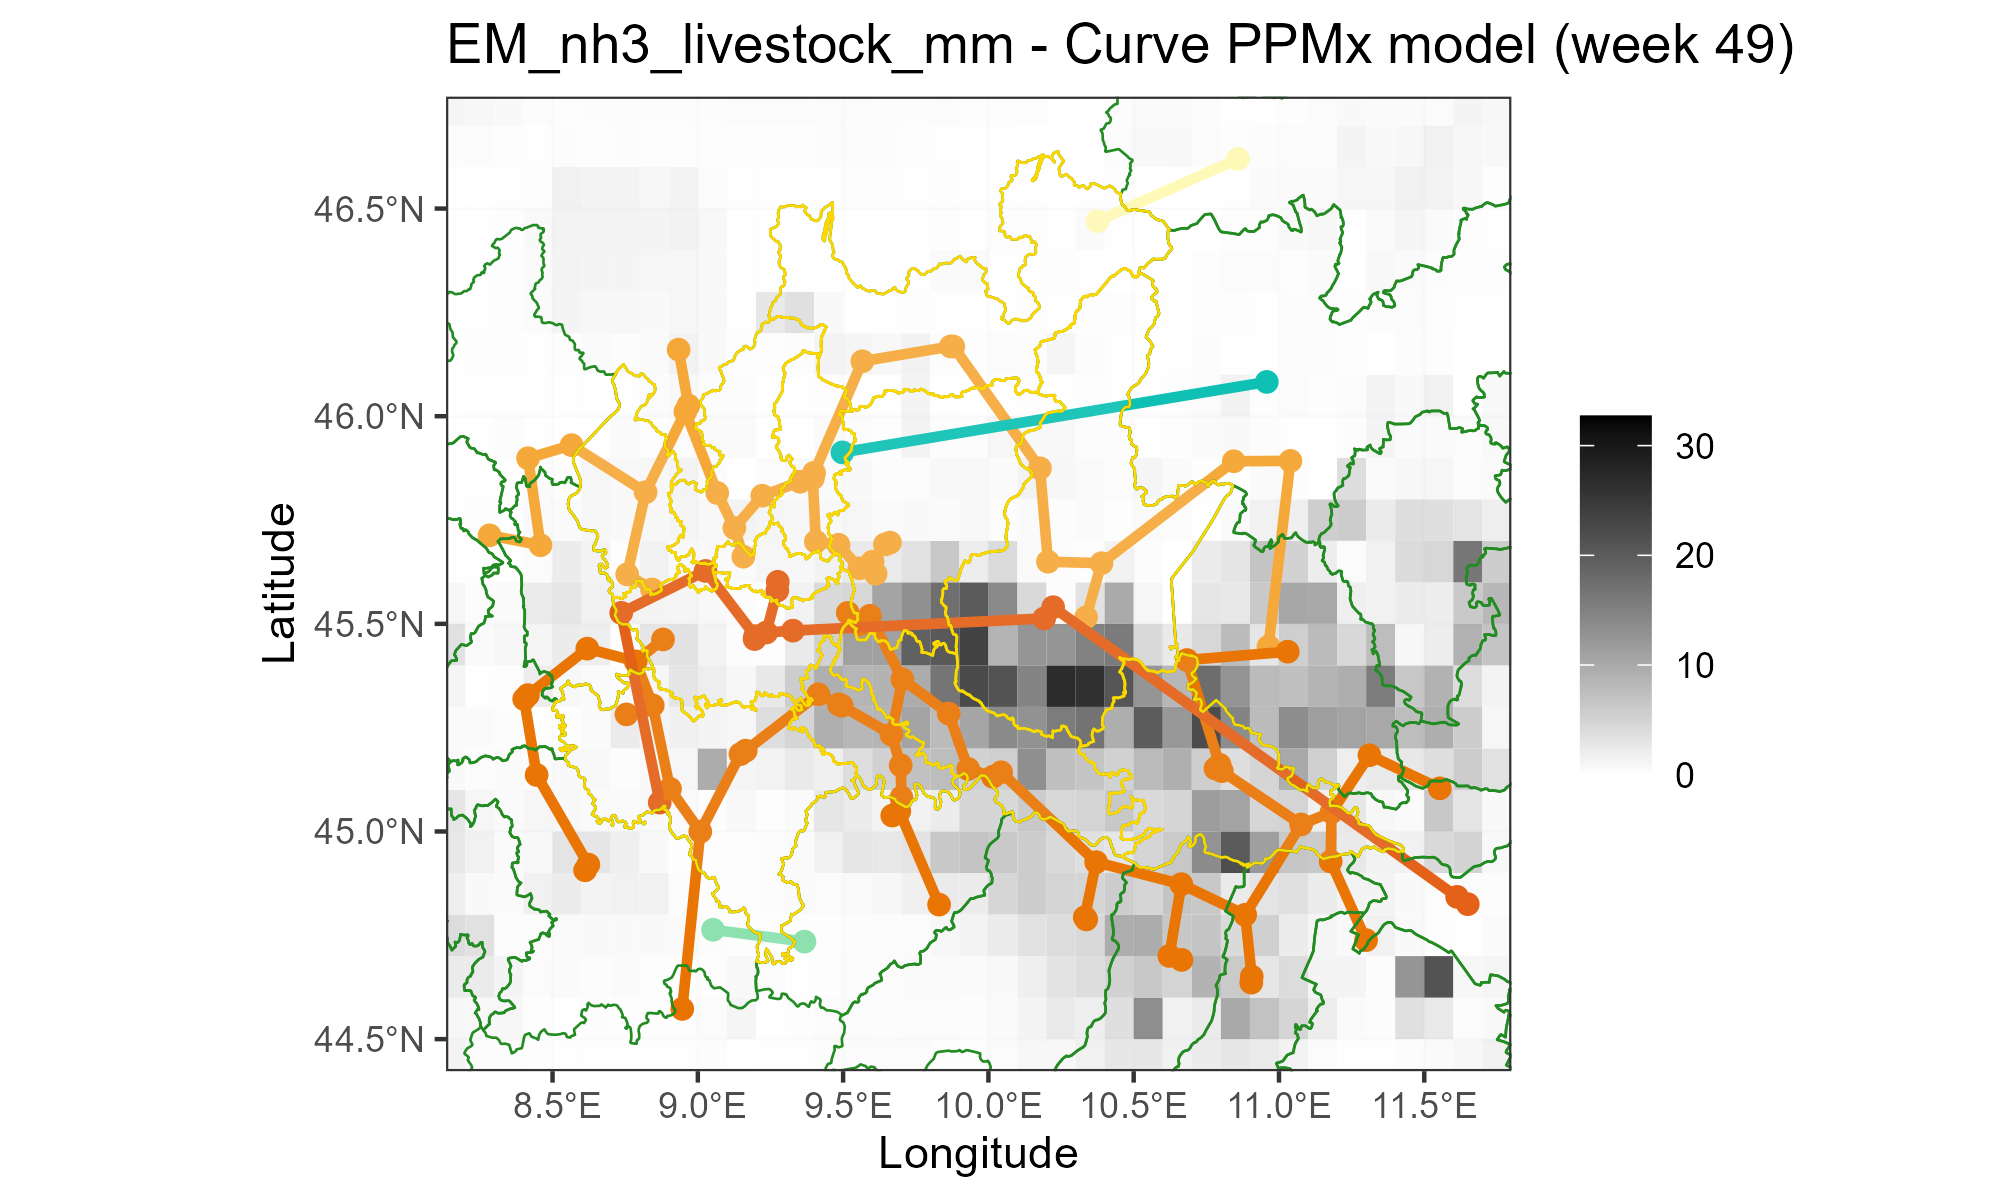 EM_nh3_livestock_mm - Curve PPMx model (week 49)
46.5°N
46.0°N
45.5°N
45.0°N
44.5°N
Latitude
8.5°E 9.0°E 9.5°E 10.0°E 10.5°E 11.0°E 11.5°E
Longitude
30
20
10
0